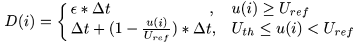 D(i) = { ϵ ∗ Δt , u(i) ≥ U_ref
Δt + (1 − u(i)/U_ref) ∗ Δt, U_th ≤ u(i) < U_ref